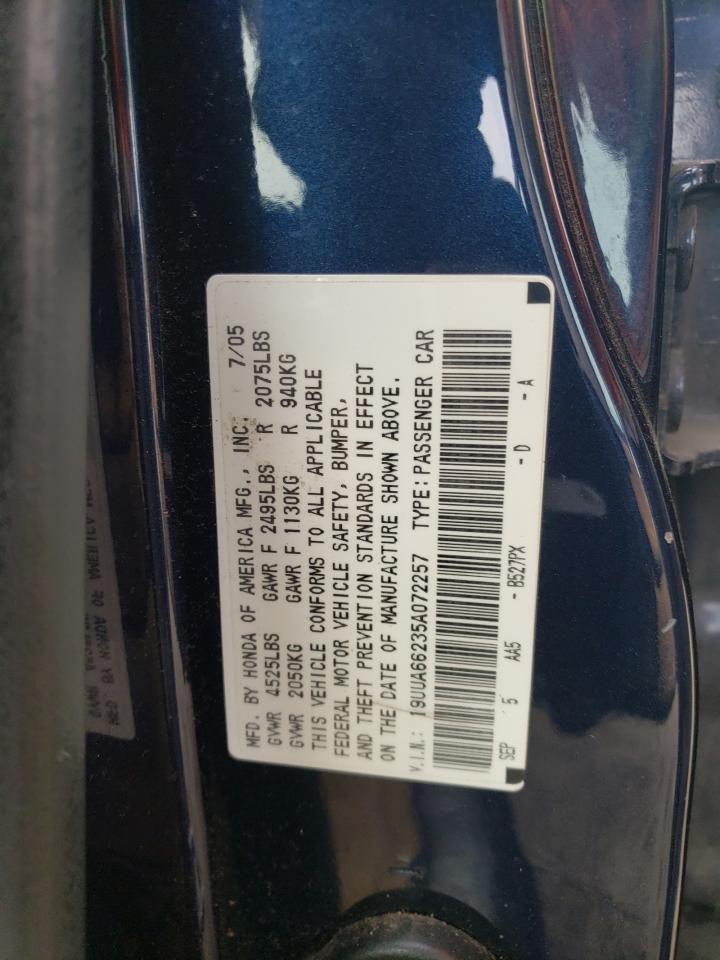 MFD. BY HONDA OF AMERICA MFG., INC. 7/05
GVWR 4525LBS GAWR F 2495LBS R 2075LBS
GVWR 2050KG GAWR F 1130KG R 940KG
THIS VEHICLE CONFORMS TO ALL APPLICABLE
FEDERAL MOTOR VEHICLE SAFETY, BUMPER,
AND THEFT PREVENTION STANDARDS IN EFFECT
ON THE DATE OF MANUFACTURE SHOWN ABOVE.
V.I.N.: 19UUA66235A072257 TYPE: PASSENGER CAR
SEP 5 AA5 - B527PX - D - A